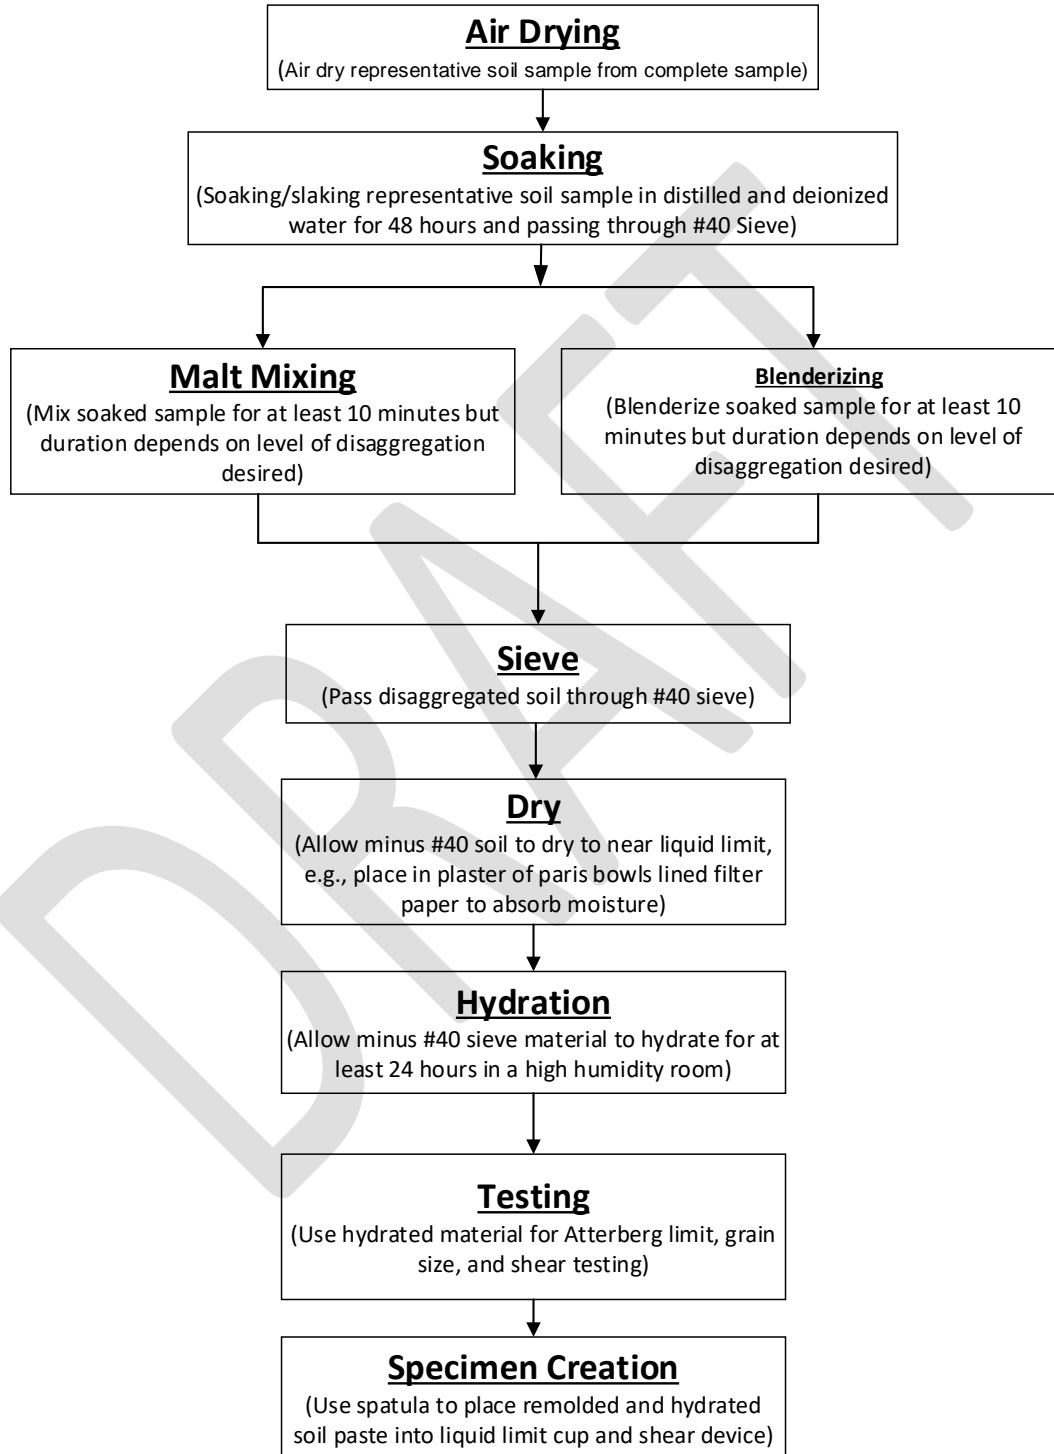 Air Drying
(Air dry representative soil sample from complete sample)
Soaking
(Soaking/slaking representative soil sample in distilled and deionized
water for 48 hours and passing through #40 Sieve)
Malt Mixing
(Mix soaked sample for at least 10 minutes but
duration depends on level of disaggregation
desired)
Blenderizing
(Blenderize soaked sample for at least 10
minutes but duration depends on level of
disaggregation desired)
Sieve
(Pass disaggregated soil through #40 sieve)
Dry
(Allow minus #40 soil to dry to near liquid limit,
e.g., place in plaster of paris bowls lined filter
paper to absorb moisture)
Hydration
(Allow minus #40 sieve material to hydrate for at
least 24 hours in a high humidity room)
Testing
(Use hydrated material for Atterberg limit, grain
size, and shear testing)
Specimen Creation
(Use spatula to place remolded and hydrated
soil paste into liquid limit cup and shear device)
DRAFT